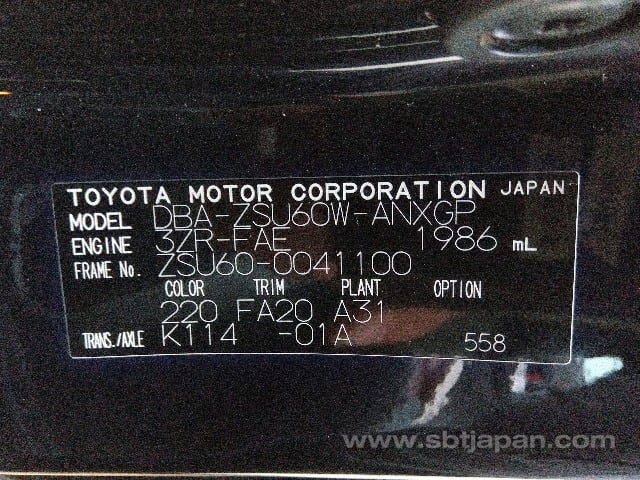 TOYOTA MOTOR CORPORATION JAPAN
MODEL DBA-ZSU60W-ANXGP
ENGINE 3ZR-FAE 1986 mL
FRAME No. ZSU60-0041100
COLOR TRIM PLANT OPTION
220 FA20 A31
TRANS./AXLE K114 -01A 558
www.sbtjapan.com